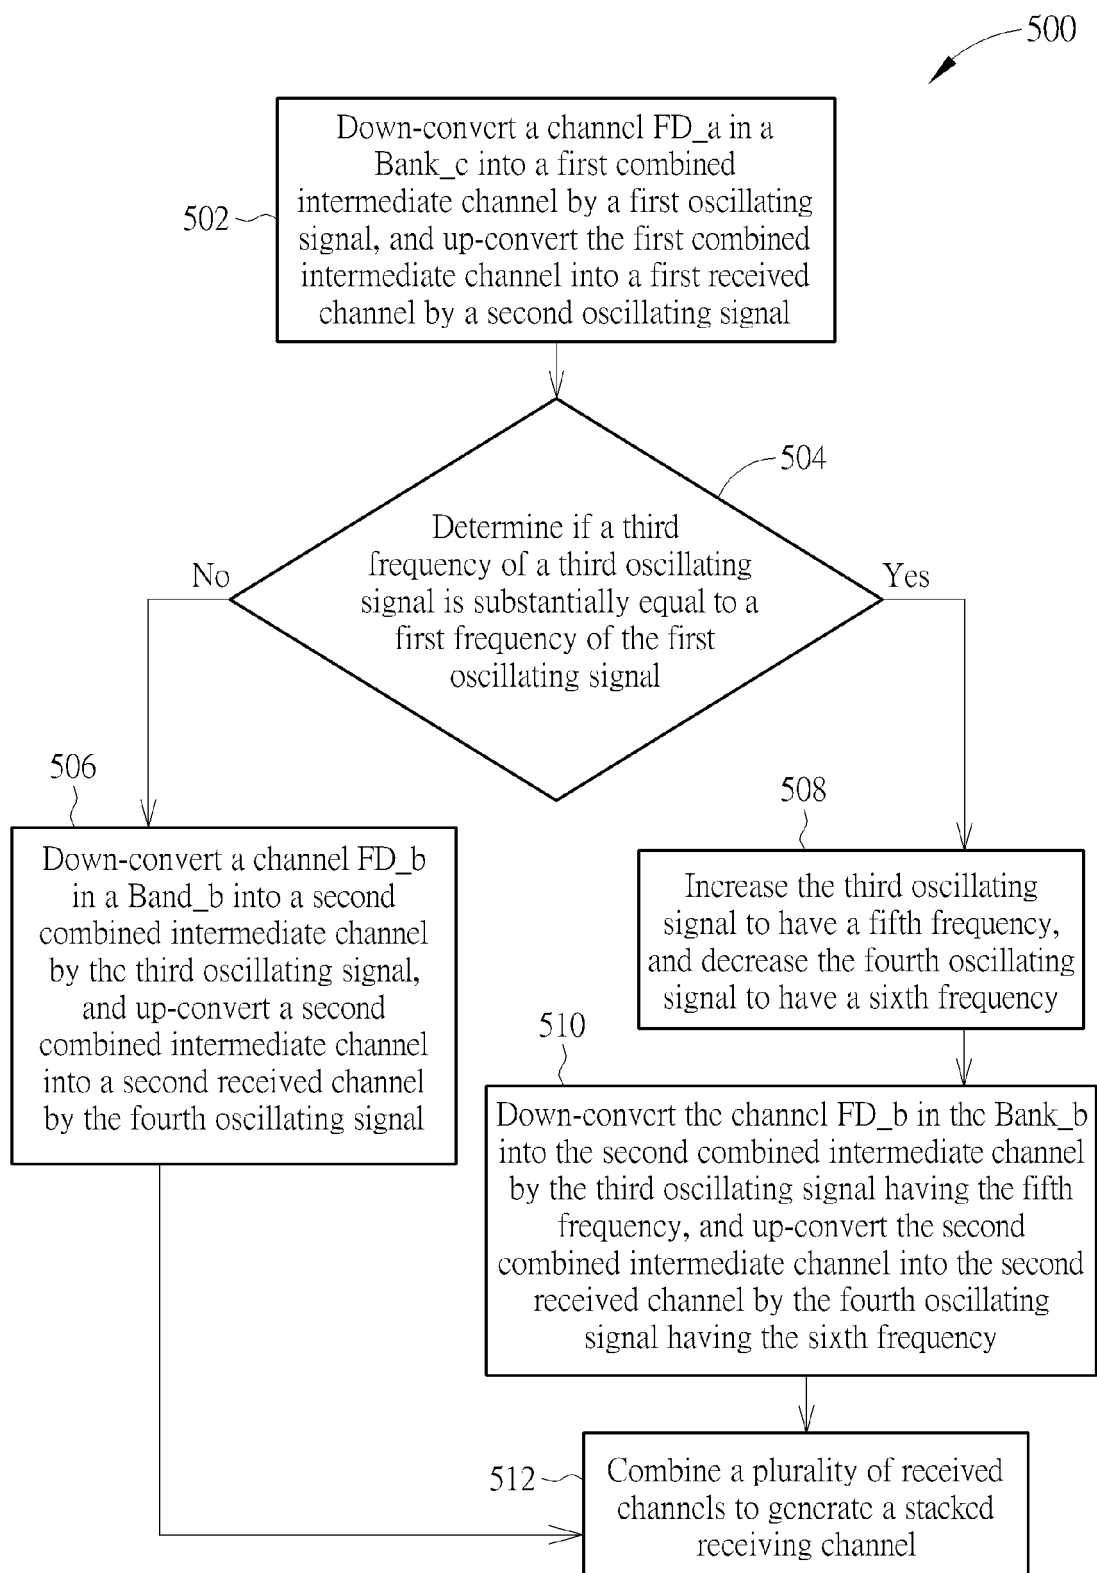 500
Down-convert a channel FD_a in a
Bank_c into a first combined
intermediate channel by a first oscillating
signal, and up-convert the first combined
intermediate channel into a first received
channel by a second oscillating signal
502
504
Determine if a third
frequency of a third oscillating
signal is substantially equal to a
first frequency of the first
oscillating signal
No
Yes
506
Down-convert a channel FD_b
in a Band_b into a second
combined intermediate channel
by the third oscillating signal,
and up-convert a second
combined intermediate channel
into a second received channel
by the fourth oscillating signal
508
Increase the third oscillating
signal to have a fifth frequency,
and decrease the fourth oscillating
signal to have a sixth frequency
510
Down-convert the channel FD_b in the Bank_b
into the second combined intermediate channel
by the third oscillating signal having the fifth
frequency, and up-convert the second
combined intermediate channel into the second
received channel by the fourth oscillating
signal having the sixth frequency
512
Combine a plurality of received
channels to generate a stacked
receiving channel